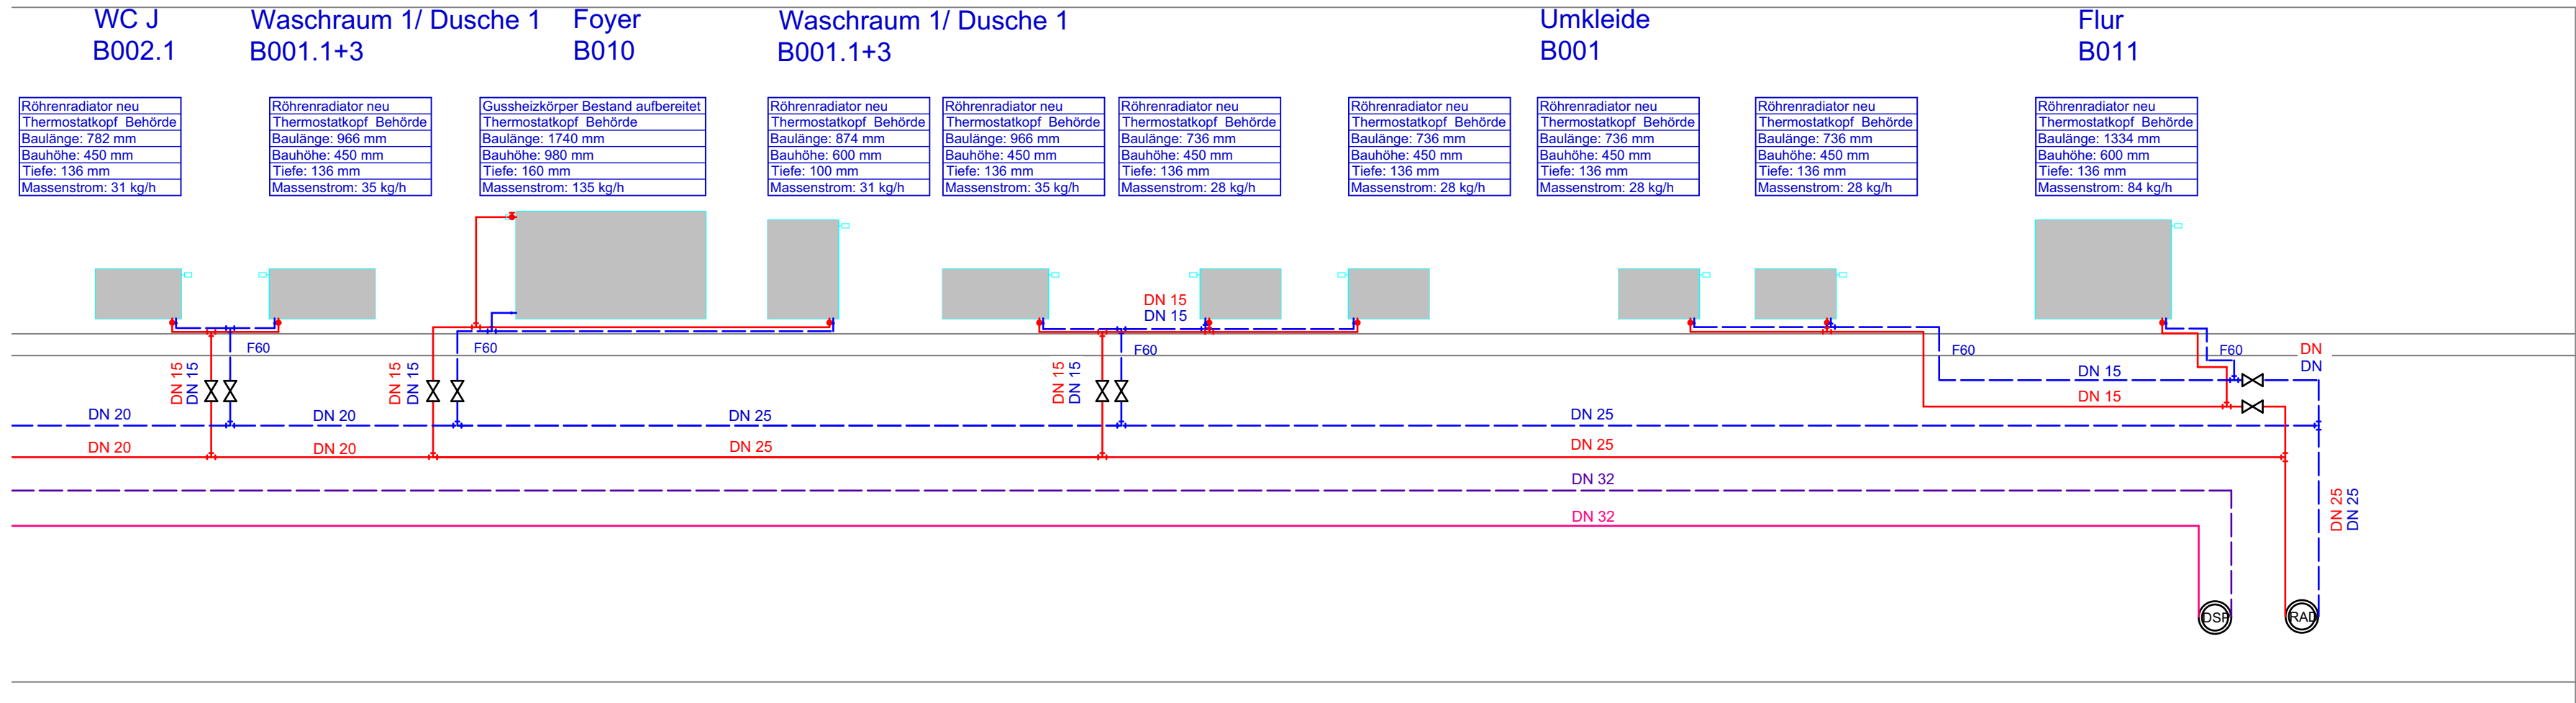 WC J
B002.1
Waschraum 1/ Dusche 1
B001.1+3
Foyer
B010
Waschraum 1/ Dusche 1
B001.1+3
Umkleide
B001
Flur
B011
Röhrenradiator neu
Thermostatkopf Behörde
Baulänge: 782 mm
Bauhöhe: 450 mm
Tiefe: 136 mm
Massenstrom: 31 kg/h
Röhrenradiator neu
Thermostatkopf Behörde
Baulänge: 966 mm
Bauhöhe: 450 mm
Tiefe: 136 mm
Massenstrom: 35 kg/h
Gussheizkörper Bestand aufbereitet
Thermostatkopf Behörde
Baulänge: 1740 mm
Bauhöhe: 980 mm
Tiefe: 160 mm
Massenstrom: 135 kg/h
Röhrenradiator neu
Thermostatkopf Behörde
Baulänge: 874 mm
Bauhöhe: 600 mm
Tiefe: 100 mm
Massenstrom: 31 kg/h
Röhrenradiator neu
Thermostatkopf Behörde
Baulänge: 966 mm
Bauhöhe: 450 mm
Tiefe: 136 mm
Massenstrom: 35 kg/h
Röhrenradiator neu
Thermostatkopf Behörde
Baulänge: 736 mm
Bauhöhe: 450 mm
Tiefe: 136 mm
Massenstrom: 28 kg/h
Röhrenradiator neu
Thermostatkopf Behörde
Baulänge: 736 mm
Bauhöhe: 450 mm
Tiefe: 136 mm
Massenstrom: 28 kg/h
Röhrenradiator neu
Thermostatkopf Behörde
Baulänge: 736 mm
Bauhöhe: 450 mm
Tiefe: 136 mm
Massenstrom: 28 kg/h
Röhrenradiator neu
Thermostatkopf Behörde
Baulänge: 736 mm
Bauhöhe: 450 mm
Tiefe: 136 mm
Massenstrom: 28 kg/h
Röhrenradiator neu
Thermostatkopf Behörde
Baulänge: 1334 mm
Bauhöhe: 600 mm
Tiefe: 136 mm
Massenstrom: 84 kg/h
DN 15
DN 15
F60
F60
F60
F60
F60
DN
DN
DN 15
DN 15
DN 15
DN 15
DN 15
DN 15
DN 15
DN 15
DN 20
DN 20
DN 25
DN 25
DN 20
DN 20
DN 25
DN 25
DN 32
DN 32
DN 25
DN 25
DSP
RAD